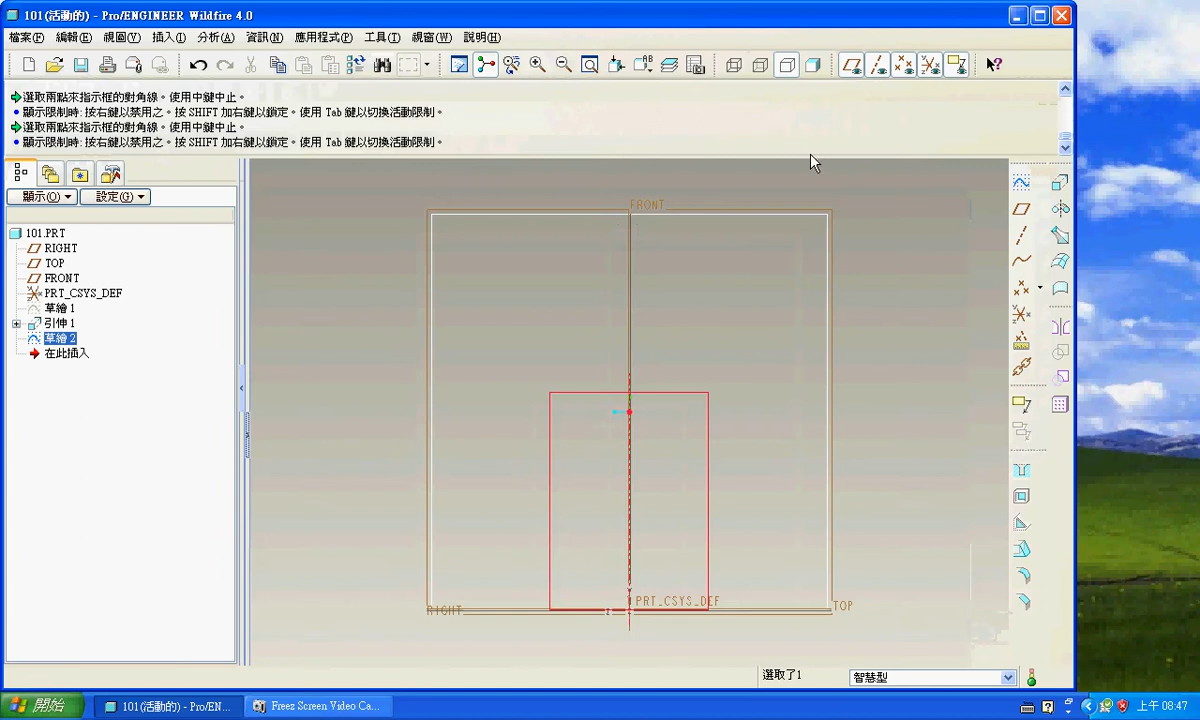 101(活動的) - Pro/ENGINEER Wildfire 4.0
檔案(F) 編輯(E) 視圖(V) 插入(I) 分析(A) 資訊(N) 應用程式(P) 工具(T) 視窗(W) 說明(H)
選取兩點來指示框的對角線。使用中鍵中止。
• 顯示限制時: 按右鍵以禁用之。按 SHIFT 加右鍵以鎖定。使用 Tab 鍵以切換活動限制。
選取兩點來指示框的對角線。使用中鍵中止。
• 顯示限制時: 按右鍵以禁用之。按 SHIFT 加右鍵以鎖定。使用 Tab 鍵以切換活動限制。
顯示(O) 設定(G)
101.PRT
RIGHT
TOP
FRONT
PRT_CSYS_DEF
草繪 1
引伸 1
草繪 2
在此插入
FRONT
PRT_CSYS_DEF
RIGHT
TOP
選取了1
智慧型
開始
101(活動的) - Pro/EN...
Freez Screen Video Ca...
上午 08:47